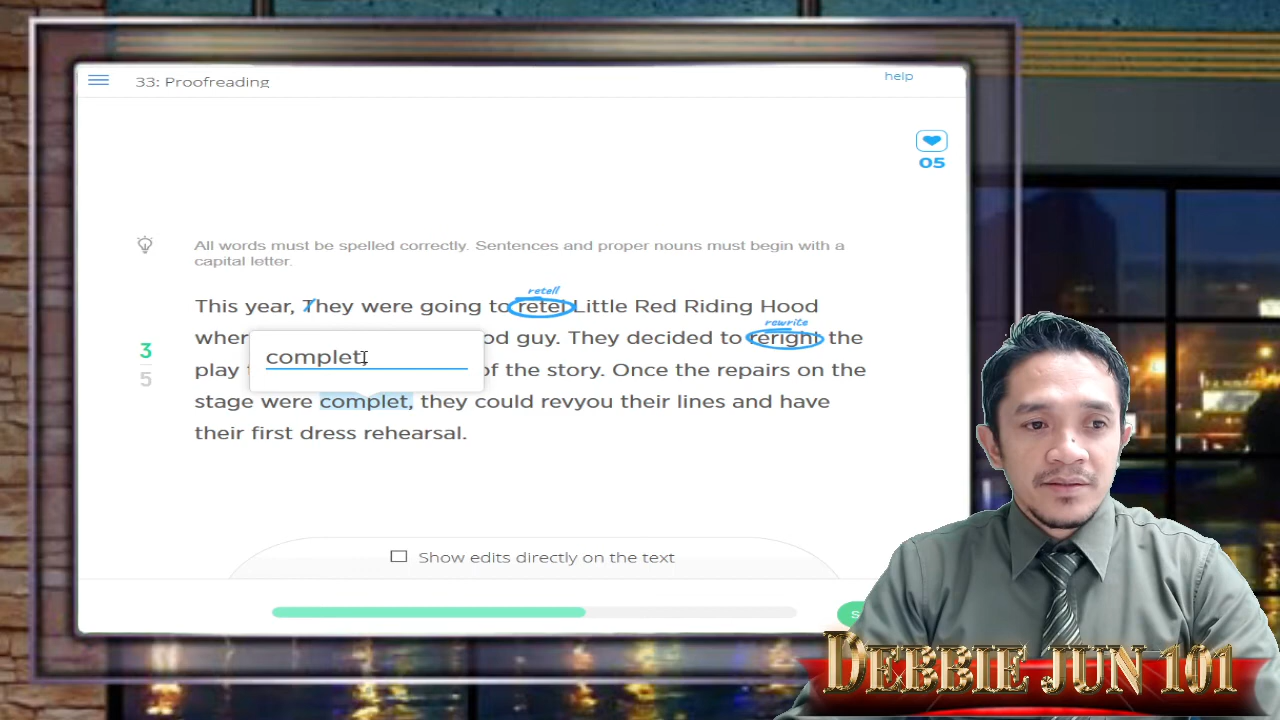 33: Proofreading
help
05
All words must be spelled correctly. Sentences and proper nouns must begin with a
capital letter.
retell
This year, They were going to retel Little Red Riding Hood
rewrite
wher od guy. They decided to reright the
complet,
3
play of the story. Once the repairs on the
5
stage were complet, they could revyou their lines and have
their first dress rehearsal.
Show edits directly on the text
DEBBIE JUN 101